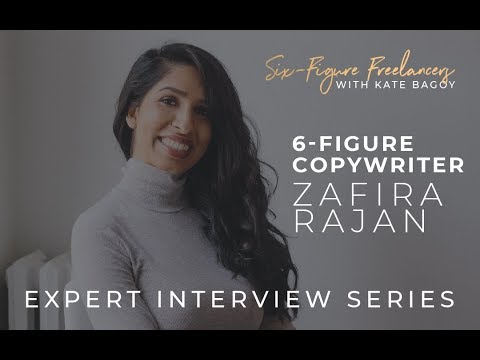 Six-Figure Freelancers
WITH KATE BAGOY
6-FIGURE
COPYWRITER
ZAFIRA
RAJAN
EXPERT INTERVIEW SERIES